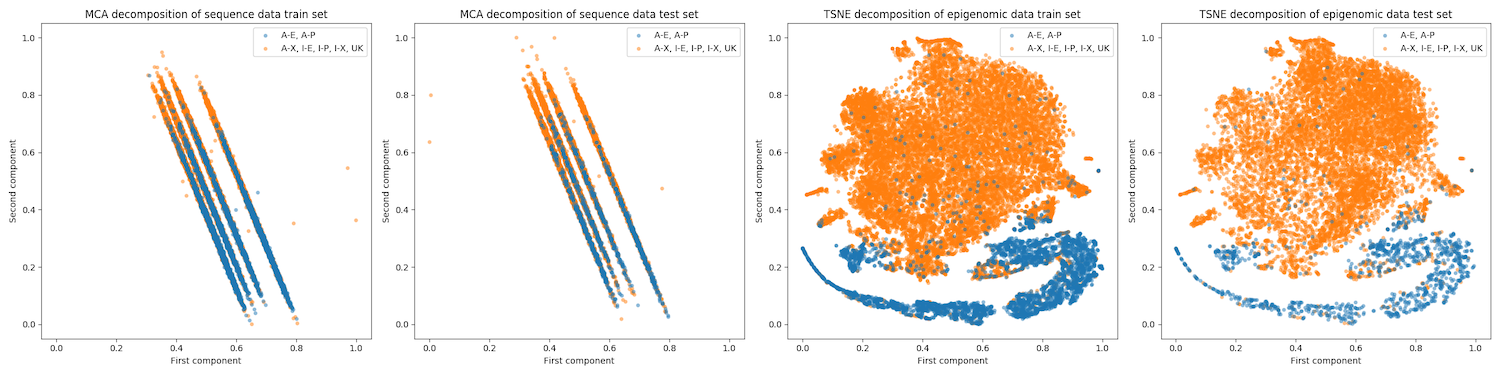 MCA decomposition of sequence data train set
A-E, A-P
A-X, I-E, I-P, I-X, UK
Second component
1.0
0.8
0.6
0.4
0.2
0.0
0.0 0.2 0.4 0.6 0.8 1.0
First component
MCA decomposition of sequence data test set
A-E, A-P
A-X, I-E, I-P, I-X, UK
Second component
1.0
0.8
0.6
0.4
0.2
0.0
0.0 0.2 0.4 0.6 0.8 1.0
First component
TSNE decomposition of epigenomic data train set
A-E, A-P
A-X, I-E, I-P, I-X, UK
Second component
1.0
0.8
0.6
0.4
0.2
0.0
0.0 0.2 0.4 0.6 0.8 1.0
First component
TSNE decomposition of epigenomic data test set
A-E, A-P
A-X, I-E, I-P, I-X, UK
Second component
1.0
0.8
0.6
0.4
0.2
0.0
0.0 0.2 0.4 0.6 0.8 1.0
First component